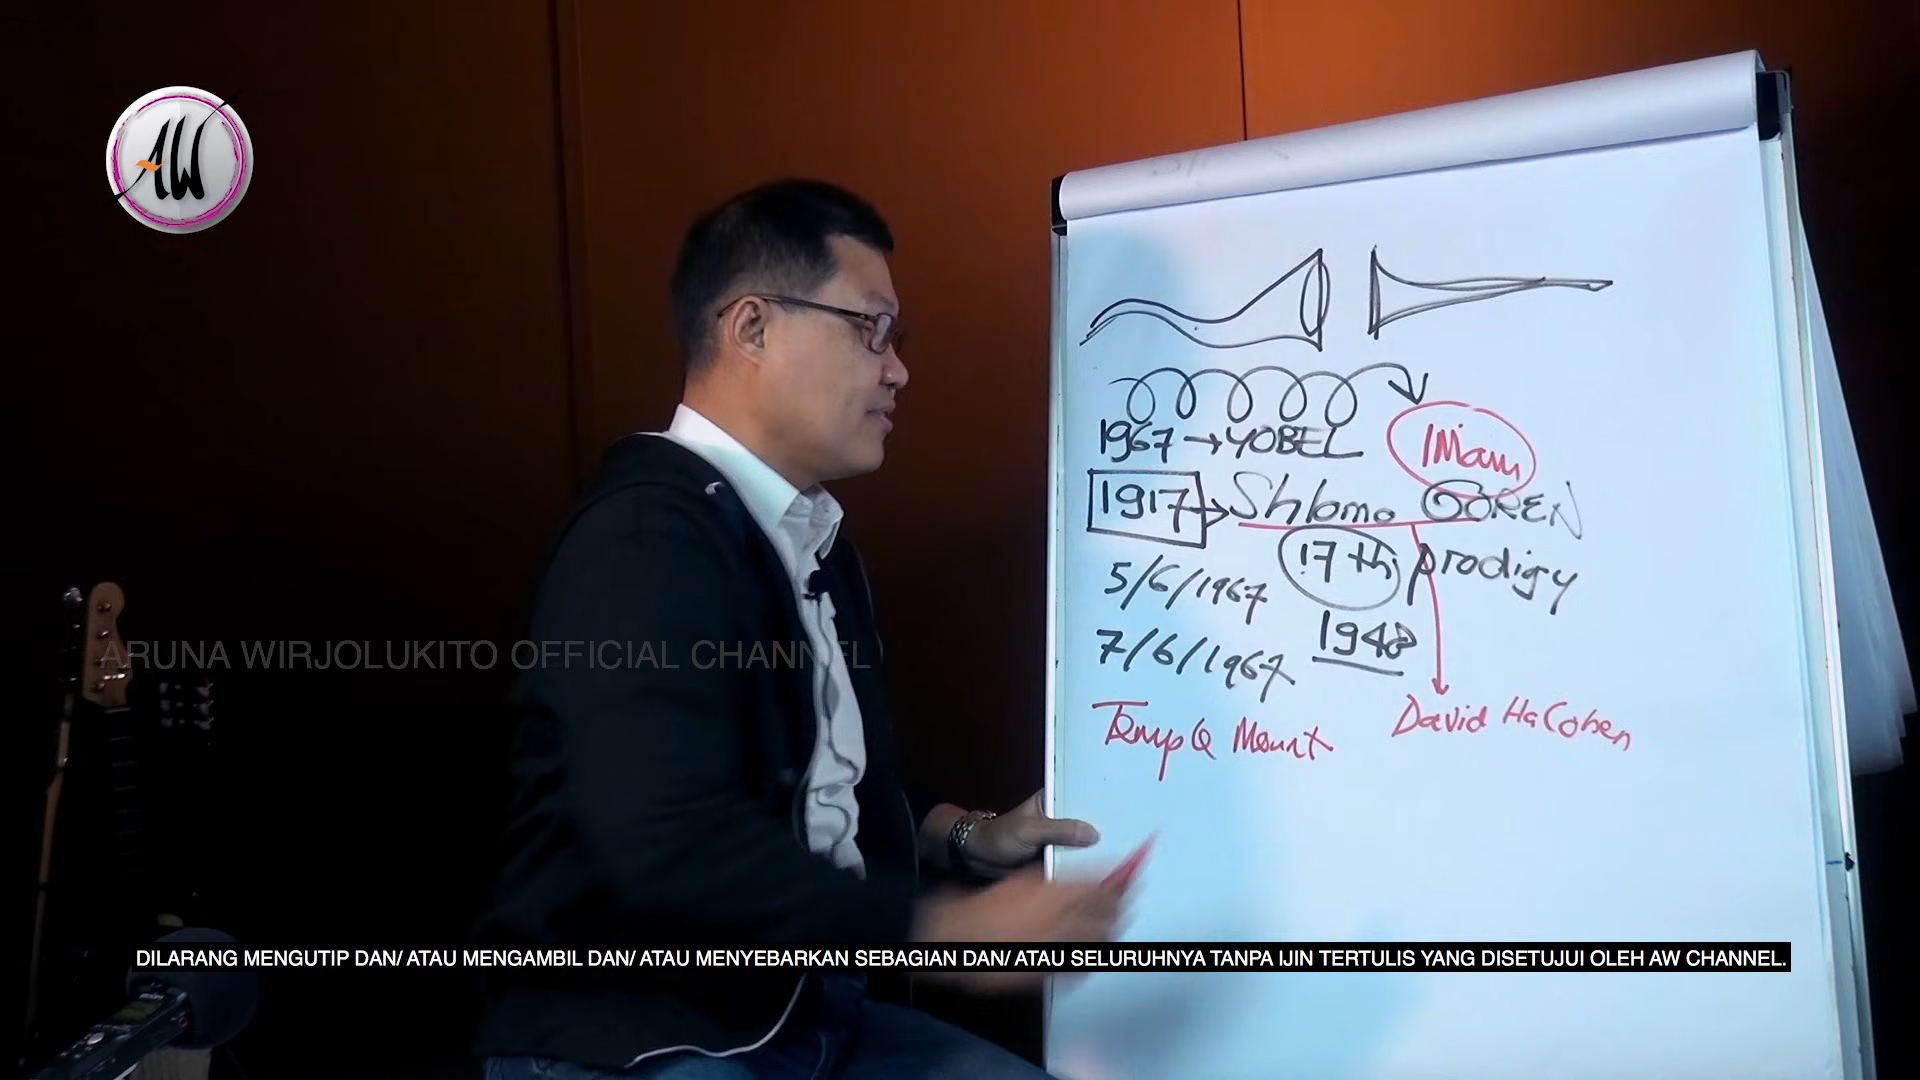 AW
1967 → YOBEL
IMam
1917 → Shlomo GOREN
17th prodigy
5/6/1967
1948
7/6/1967
Temple Mount
David HaCohen
ARUNA WIRJOLUKITO OFFICIAL CHANNEL
DILARANG MENGUTIP DAN/ ATAU MENGAMBIL DAN/ ATAU MENYEBARKAN SEBAGIAN DAN/ ATAU SELURUHNYA TANPA IJIN TERTULIS YANG DISETUJUI OLEH AW CHANNEL.